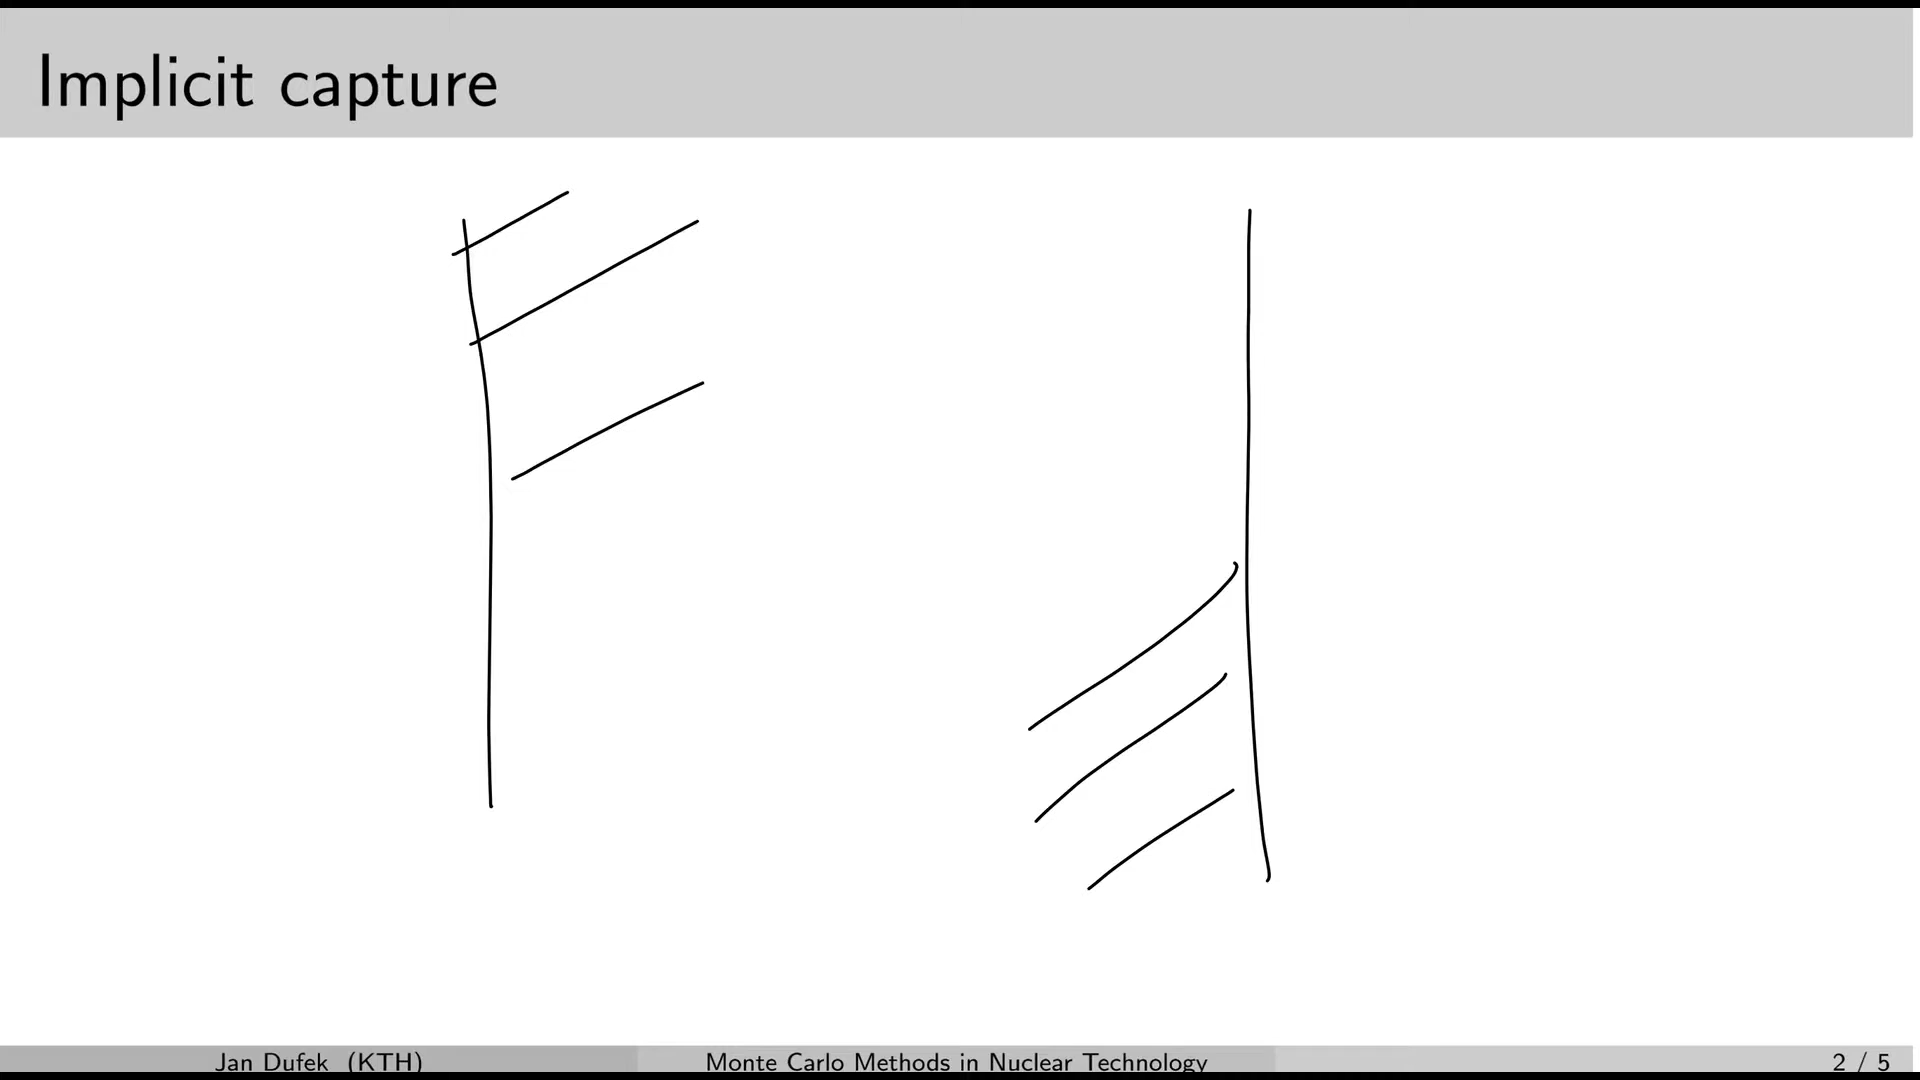 Implicit capture
Jan Dufek (KTH)
Monte Carlo Methods in Nuclear Technology
2 / 5